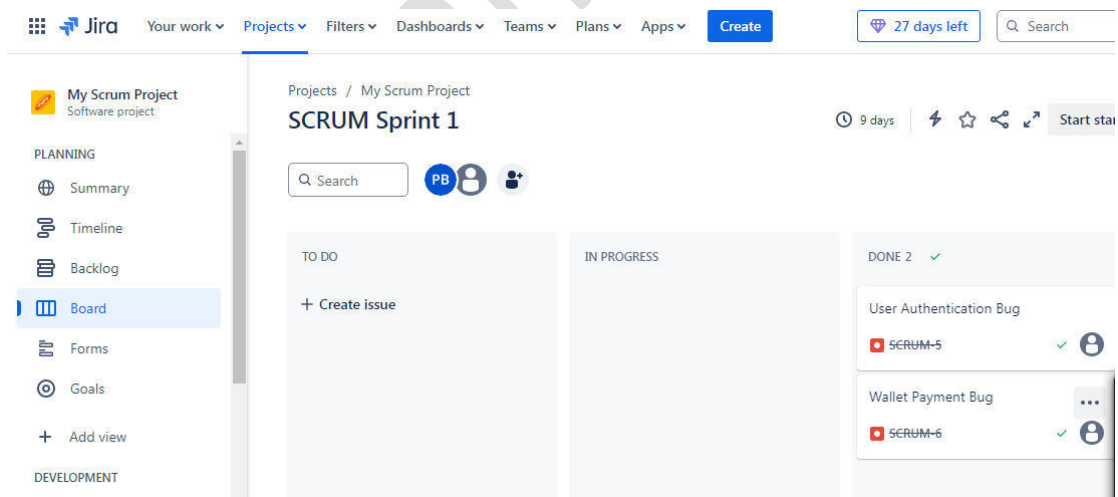 Jira Your work Projects Filters Dashboards Teams Plans Apps Create 27 days left Search
My Scrum Project
Software project
PLANNING
Summary
Timeline
Backlog
Board
Forms
Goals
+ Add view
DEVELOPMENT
Projects / My Scrum Project
SCRUM Sprint 1
9 days Start
Search PB
TO DO
+ Create issue
IN PROGRESS
DONE 2
User Authentication Bug
SCRUM-5
Wallet Payment Bug
SCRUM-6